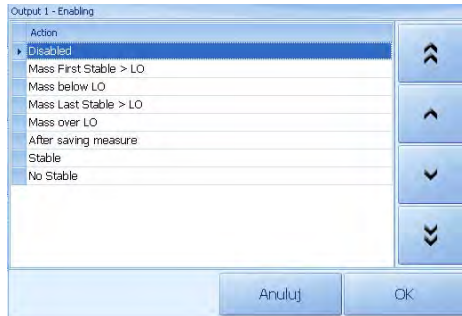 Output 1 - Enabling
Action
Disabled
Mass First Stable > LO
Mass below LO
Mass Last Stable > LO
Mass over LO
After saving measure
Stable
No Stable
Anuluj OK